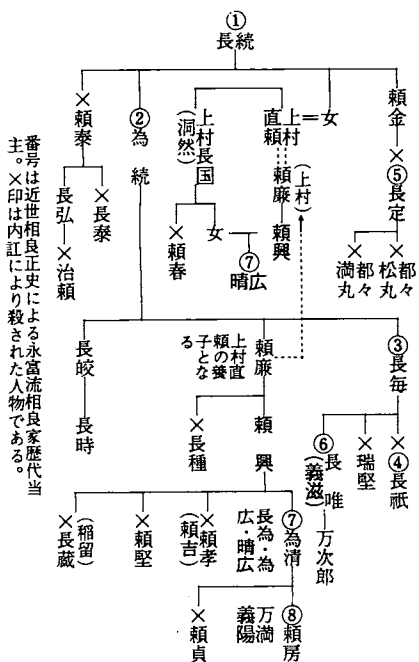 ①長続
頼金
×⑤長定
×都々松丸
×都々満丸
女
上村直頼
頼廉
頼興
(上村)
上村長国
(洞然)
女
⑦晴広
×頼春
②為続
×頼泰
×長泰
長弘
×治頼
③長毎
×④長祇
×瑞堅
⑥長唯
(義滋)
万次郎
頼廉
上村直
頼の養
子とな
る
頼興
×長種
長皎
長時
⑦為清
長為・為
広・晴広
×頼孝
(頼吉)
×頼堅
(稲留)
×長蔵
⑧頼房
万満
義陽
×頼貞
番号は近世相良正史による永富流相良家歴代当
主。×印は内訌により殺された人物である。